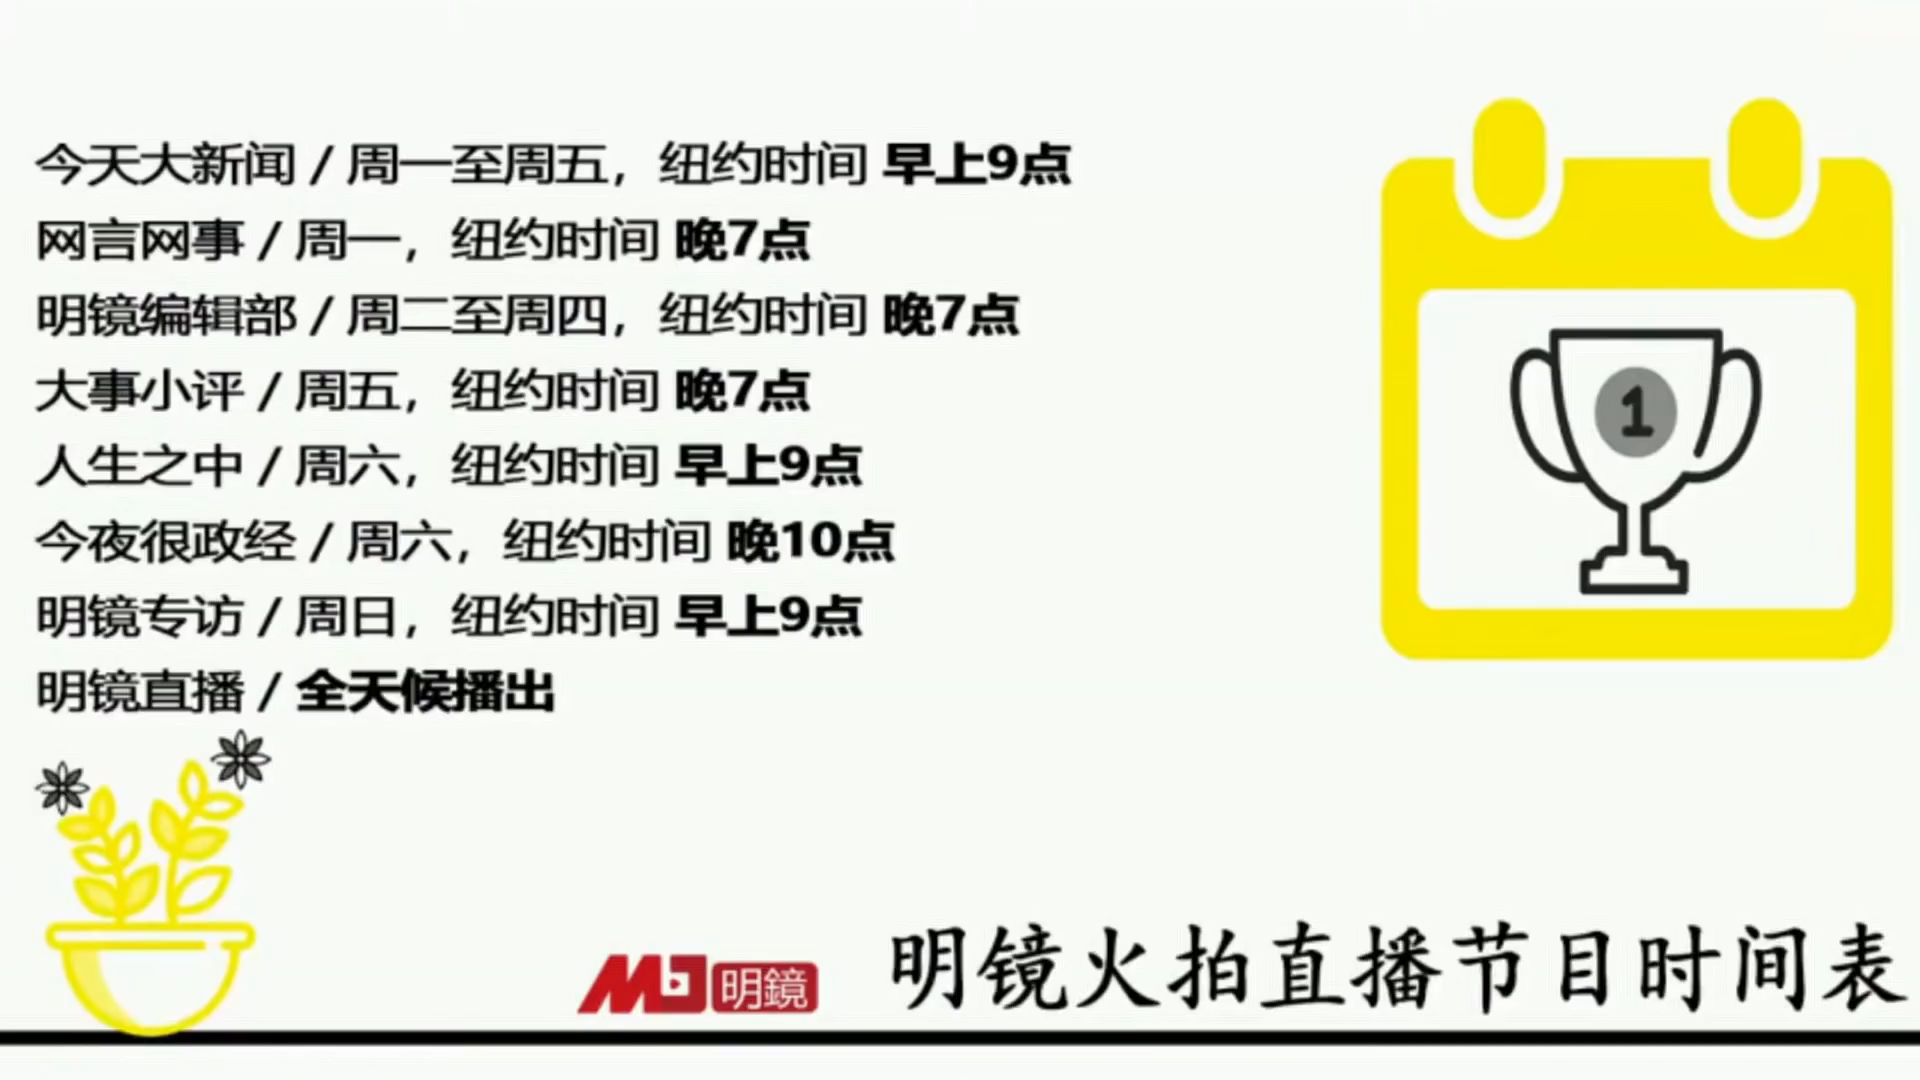 今天大新闻 / 周一至周五，纽约时间 早上9点
网言网事 / 周一，纽约时间 晚7点
明镜编辑部 / 周二至周四，纽约时间 晚7点
大事小评 / 周五，纽约时间 晚7点
人生之中 / 周六，纽约时间 早上9点
今夜很政经 / 周六，纽约时间 晚10点
明镜专访 / 周日，纽约时间 早上9点
明镜直播 / 全天候播出
1
明鏡
明镜火拍直播节目时间表